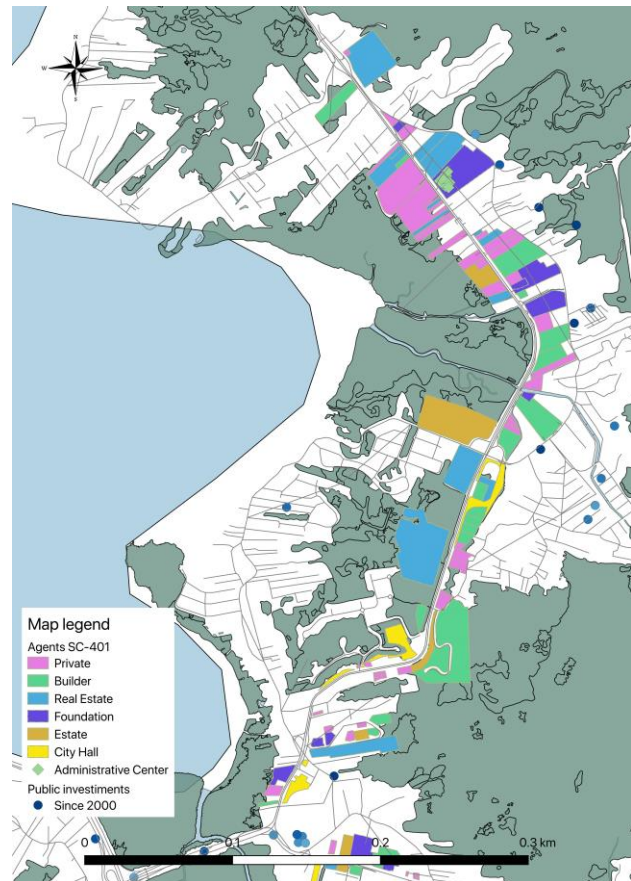 N
W
S
Map legend
Agents SC-401
Private
Builder
Real Estate
Foundation
Estate
City Hall
Administrative Center
Public investments
Since 2000
0 0.1 0.2 0.3 km